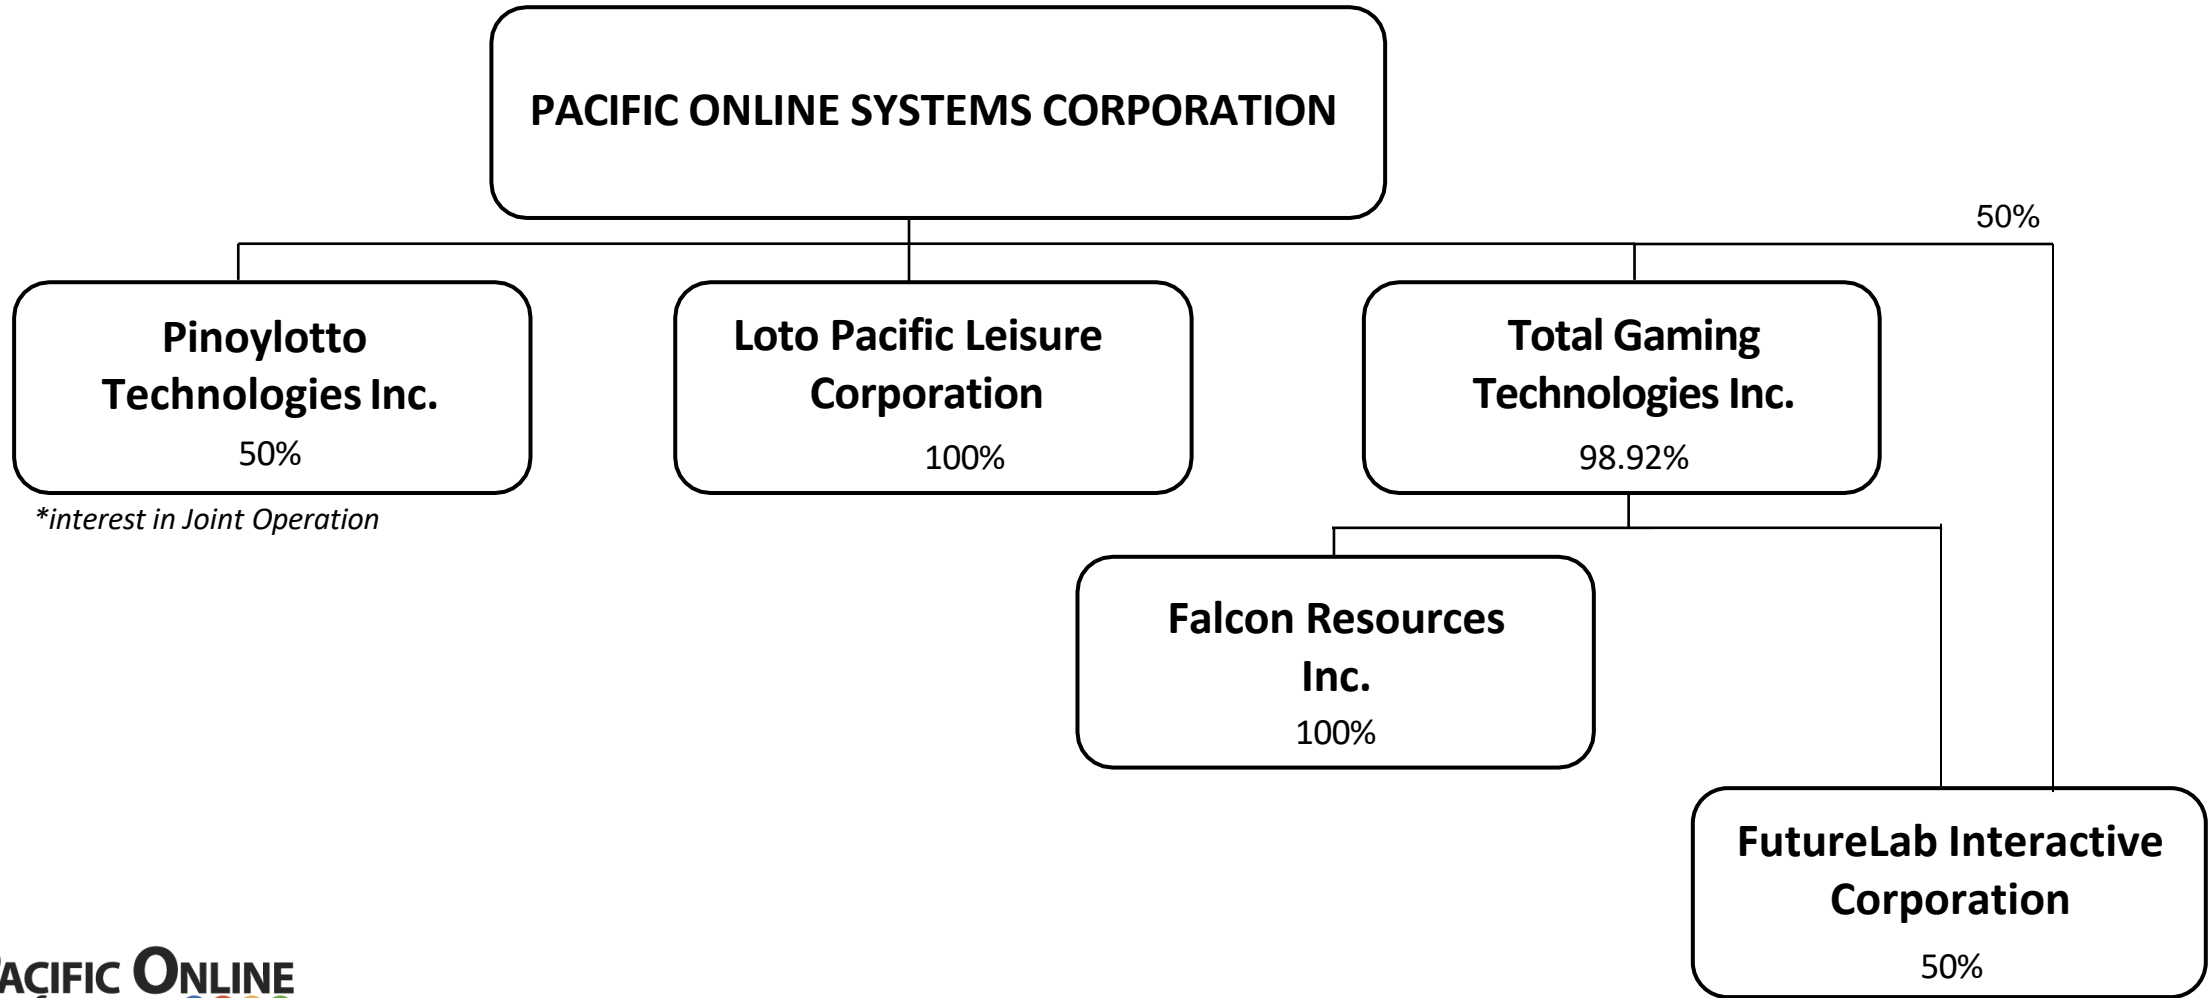 PACIFIC ONLINE SYSTEMS CORPORATION
50%
Pinoylotto
Technologies Inc.
50%
*interest in Joint Operation
Loto Pacific Leisure
Corporation
100%
Total Gaming
Technologies Inc.
98.92%
Falcon Resources
Inc.
100%
FutureLab Interactive
Corporation
50%
PACIFIC ONLINE